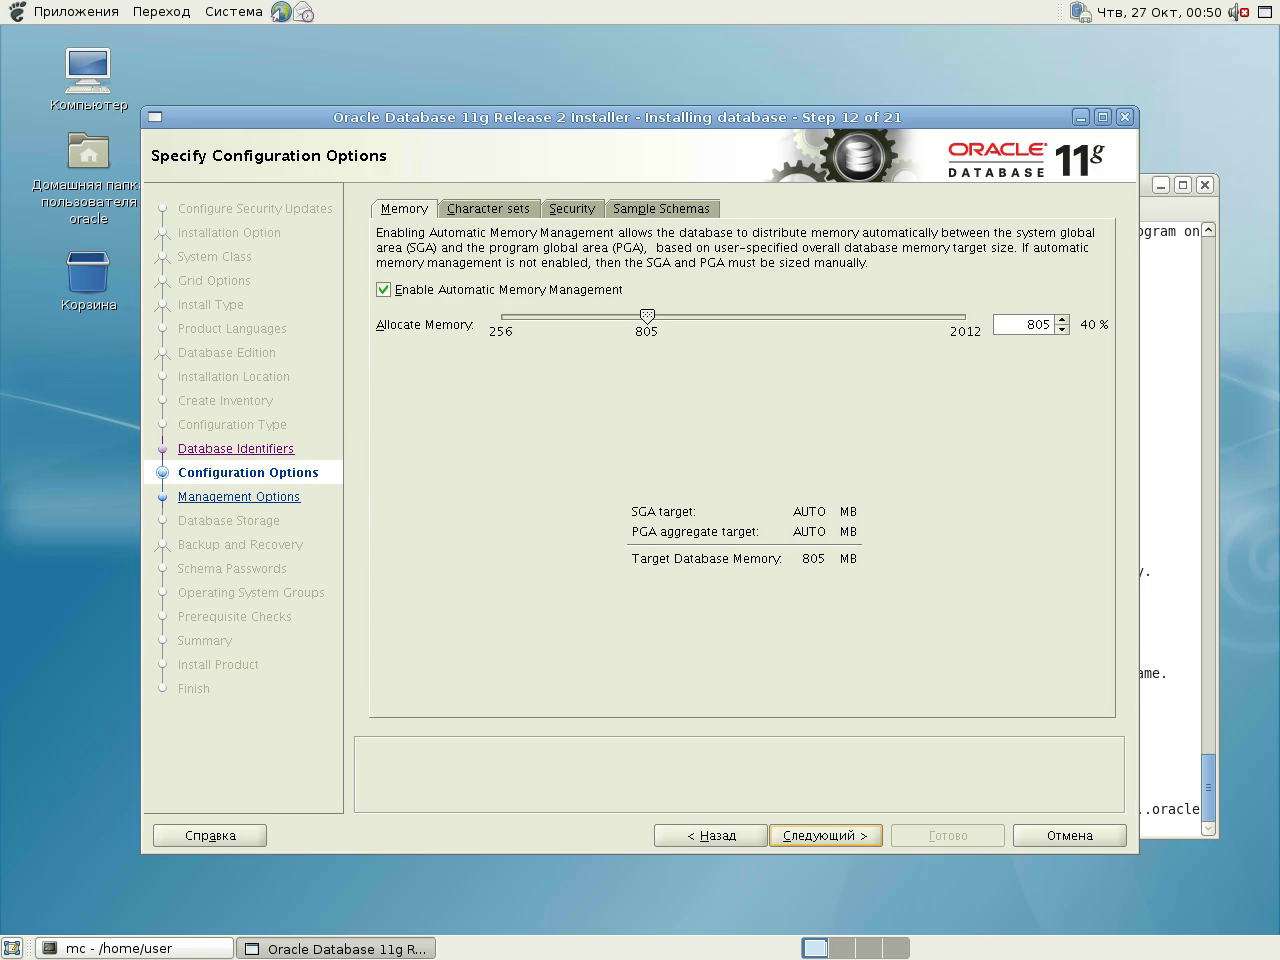 Приложения Переход Система
Чтв, 27 Окт, 00:50
Компьютер
Домашняя папк
пользователя
oracle
Корзина
Oracle Database 11g Release 2 Installer - Installing database - Step 12 of 21
Specify Configuration Options
ORACLE
DATABASE
11g
Configure Security Updates
Installation Option
System Class
Grid Options
Install Type
Product Languages
Database Edition
Installation Location
Create Inventory
Configuration Type
Database Identifiers
Configuration Options
Management Options
Database Storage
Backup and Recovery
Schema Passwords
Operating System Groups
Prerequisite Checks
Summary
Install Product
Finish
Memory Character sets Security Sample Schemas
Enabling Automatic Memory Management allows the database to distribute memory automatically between the system global
area (SGA) and the program global area (PGA), based on user-specified overall database memory target size. If automatic
memory management is not enabled, then the SGA and PGA must be sized manually.
Enable Automatic Memory Management
Allocate Memory: 805 40 %
256 805 2012
SGA target: AUTO MB
PGA aggregate target: AUTO MB
Target Database Memory: 805 MB
Справка
< Назад
Следующий >
Готово
Отмена
ogram on
y.
ame.
..oracle
mc - /home/user
Oracle Database 11g R...